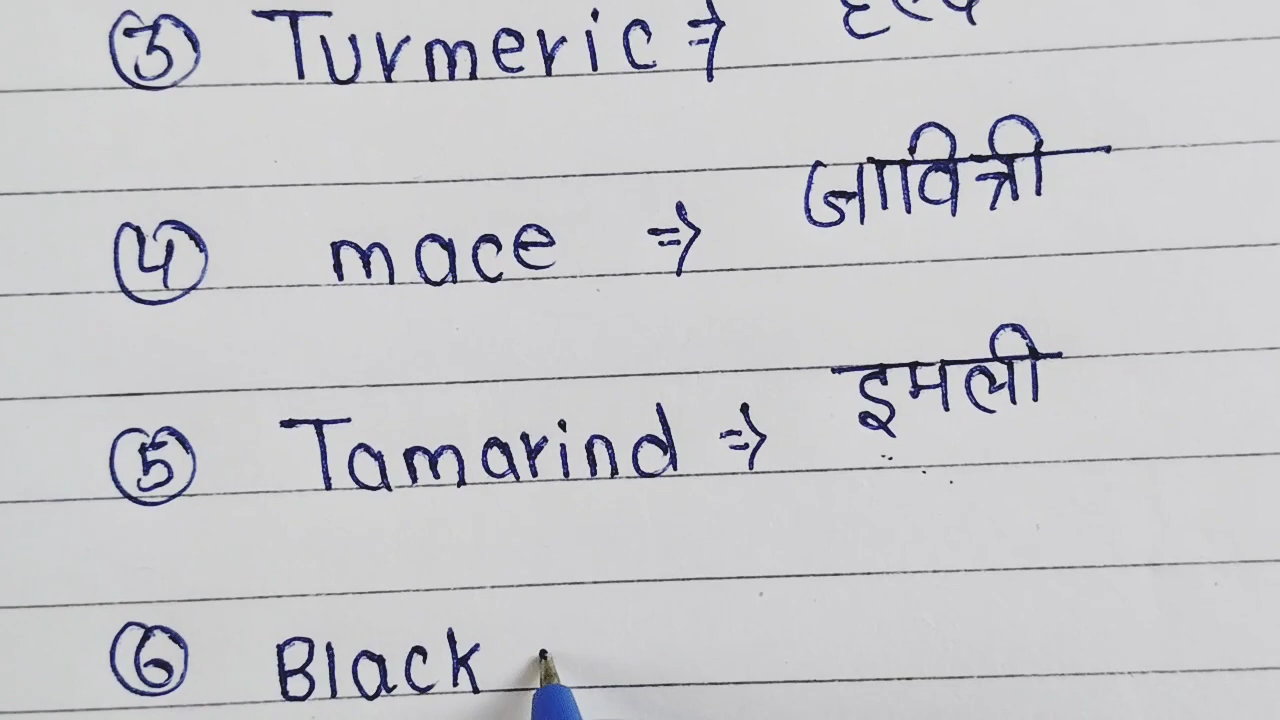 ③ Turmeric ⇒
④ mace ⇒ जावित्री
⑤ Tamarind ⇒ इमली
⑥ Black